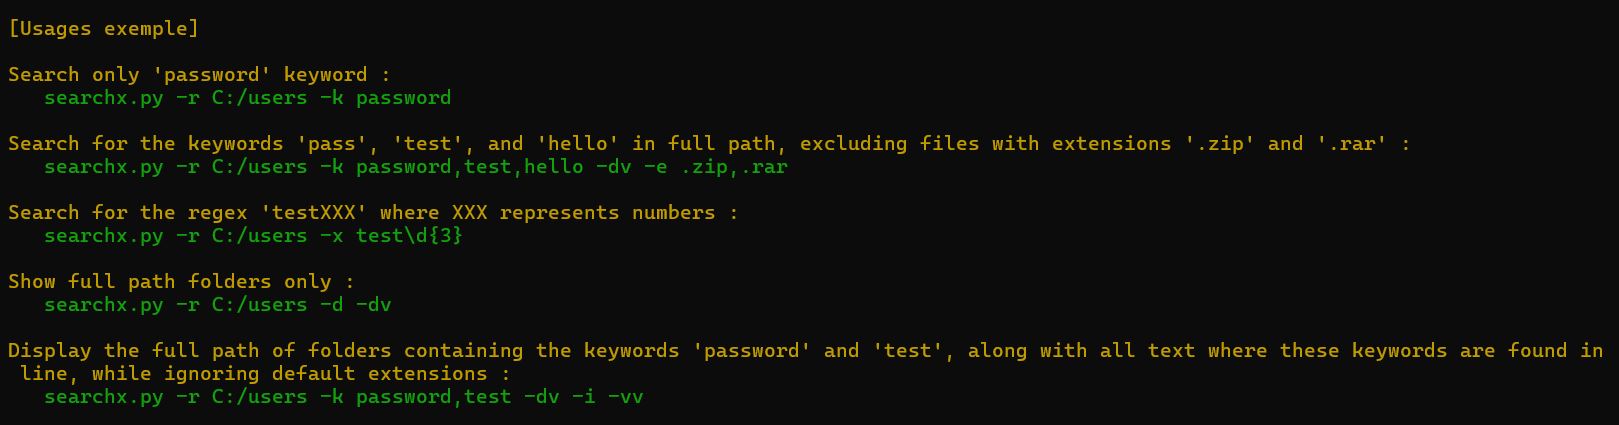 [Usages exemple]
Search only 'password' keyword :
searchx.py -r C:/users -k password
Search for the keywords 'pass', 'test', and 'hello' in full path, excluding files with extensions '.zip' and '.rar' :
searchx.py -r C:/users -k password,test,hello -dv -e .zip,.rar
Search for the regex 'testXXX' where XXX represents numbers :
searchx.py -r C:/users -x test\d{3}
Show full path folders only :
searchx.py -r C:/users -d -dv
Display the full path of folders containing the keywords 'password' and 'test', along with all text where these keywords are found in
line, while ignoring default extensions :
searchx.py -r C:/users -k password,test -dv -i -vv